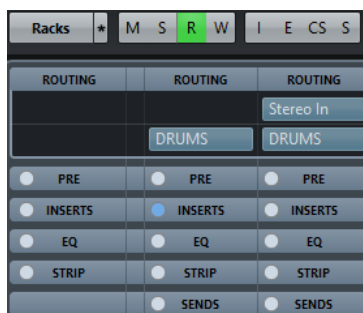 Racks * M S R W I E CS S
ROUTING ROUTING ROUTING
Stereo In
DRUMS DRUMS
PRE PRE PRE
INSERTS INSERTS INSERTS
EQ EQ EQ
STRIP STRIP STRIP
SENDS SENDS